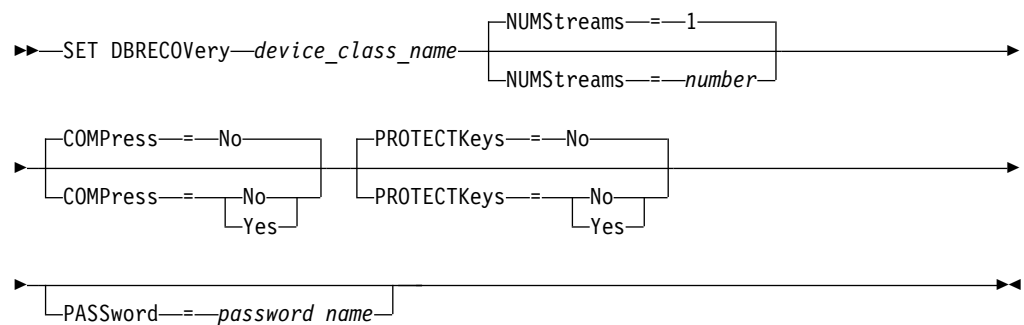 NUMStreams = 1
SET DBRECOVery device_class_name
NUMStreams = number
COMPress = No PROTECTKeys = No
COMPress = No PROTECTKeys = No
Yes Yes
PASSword = password name